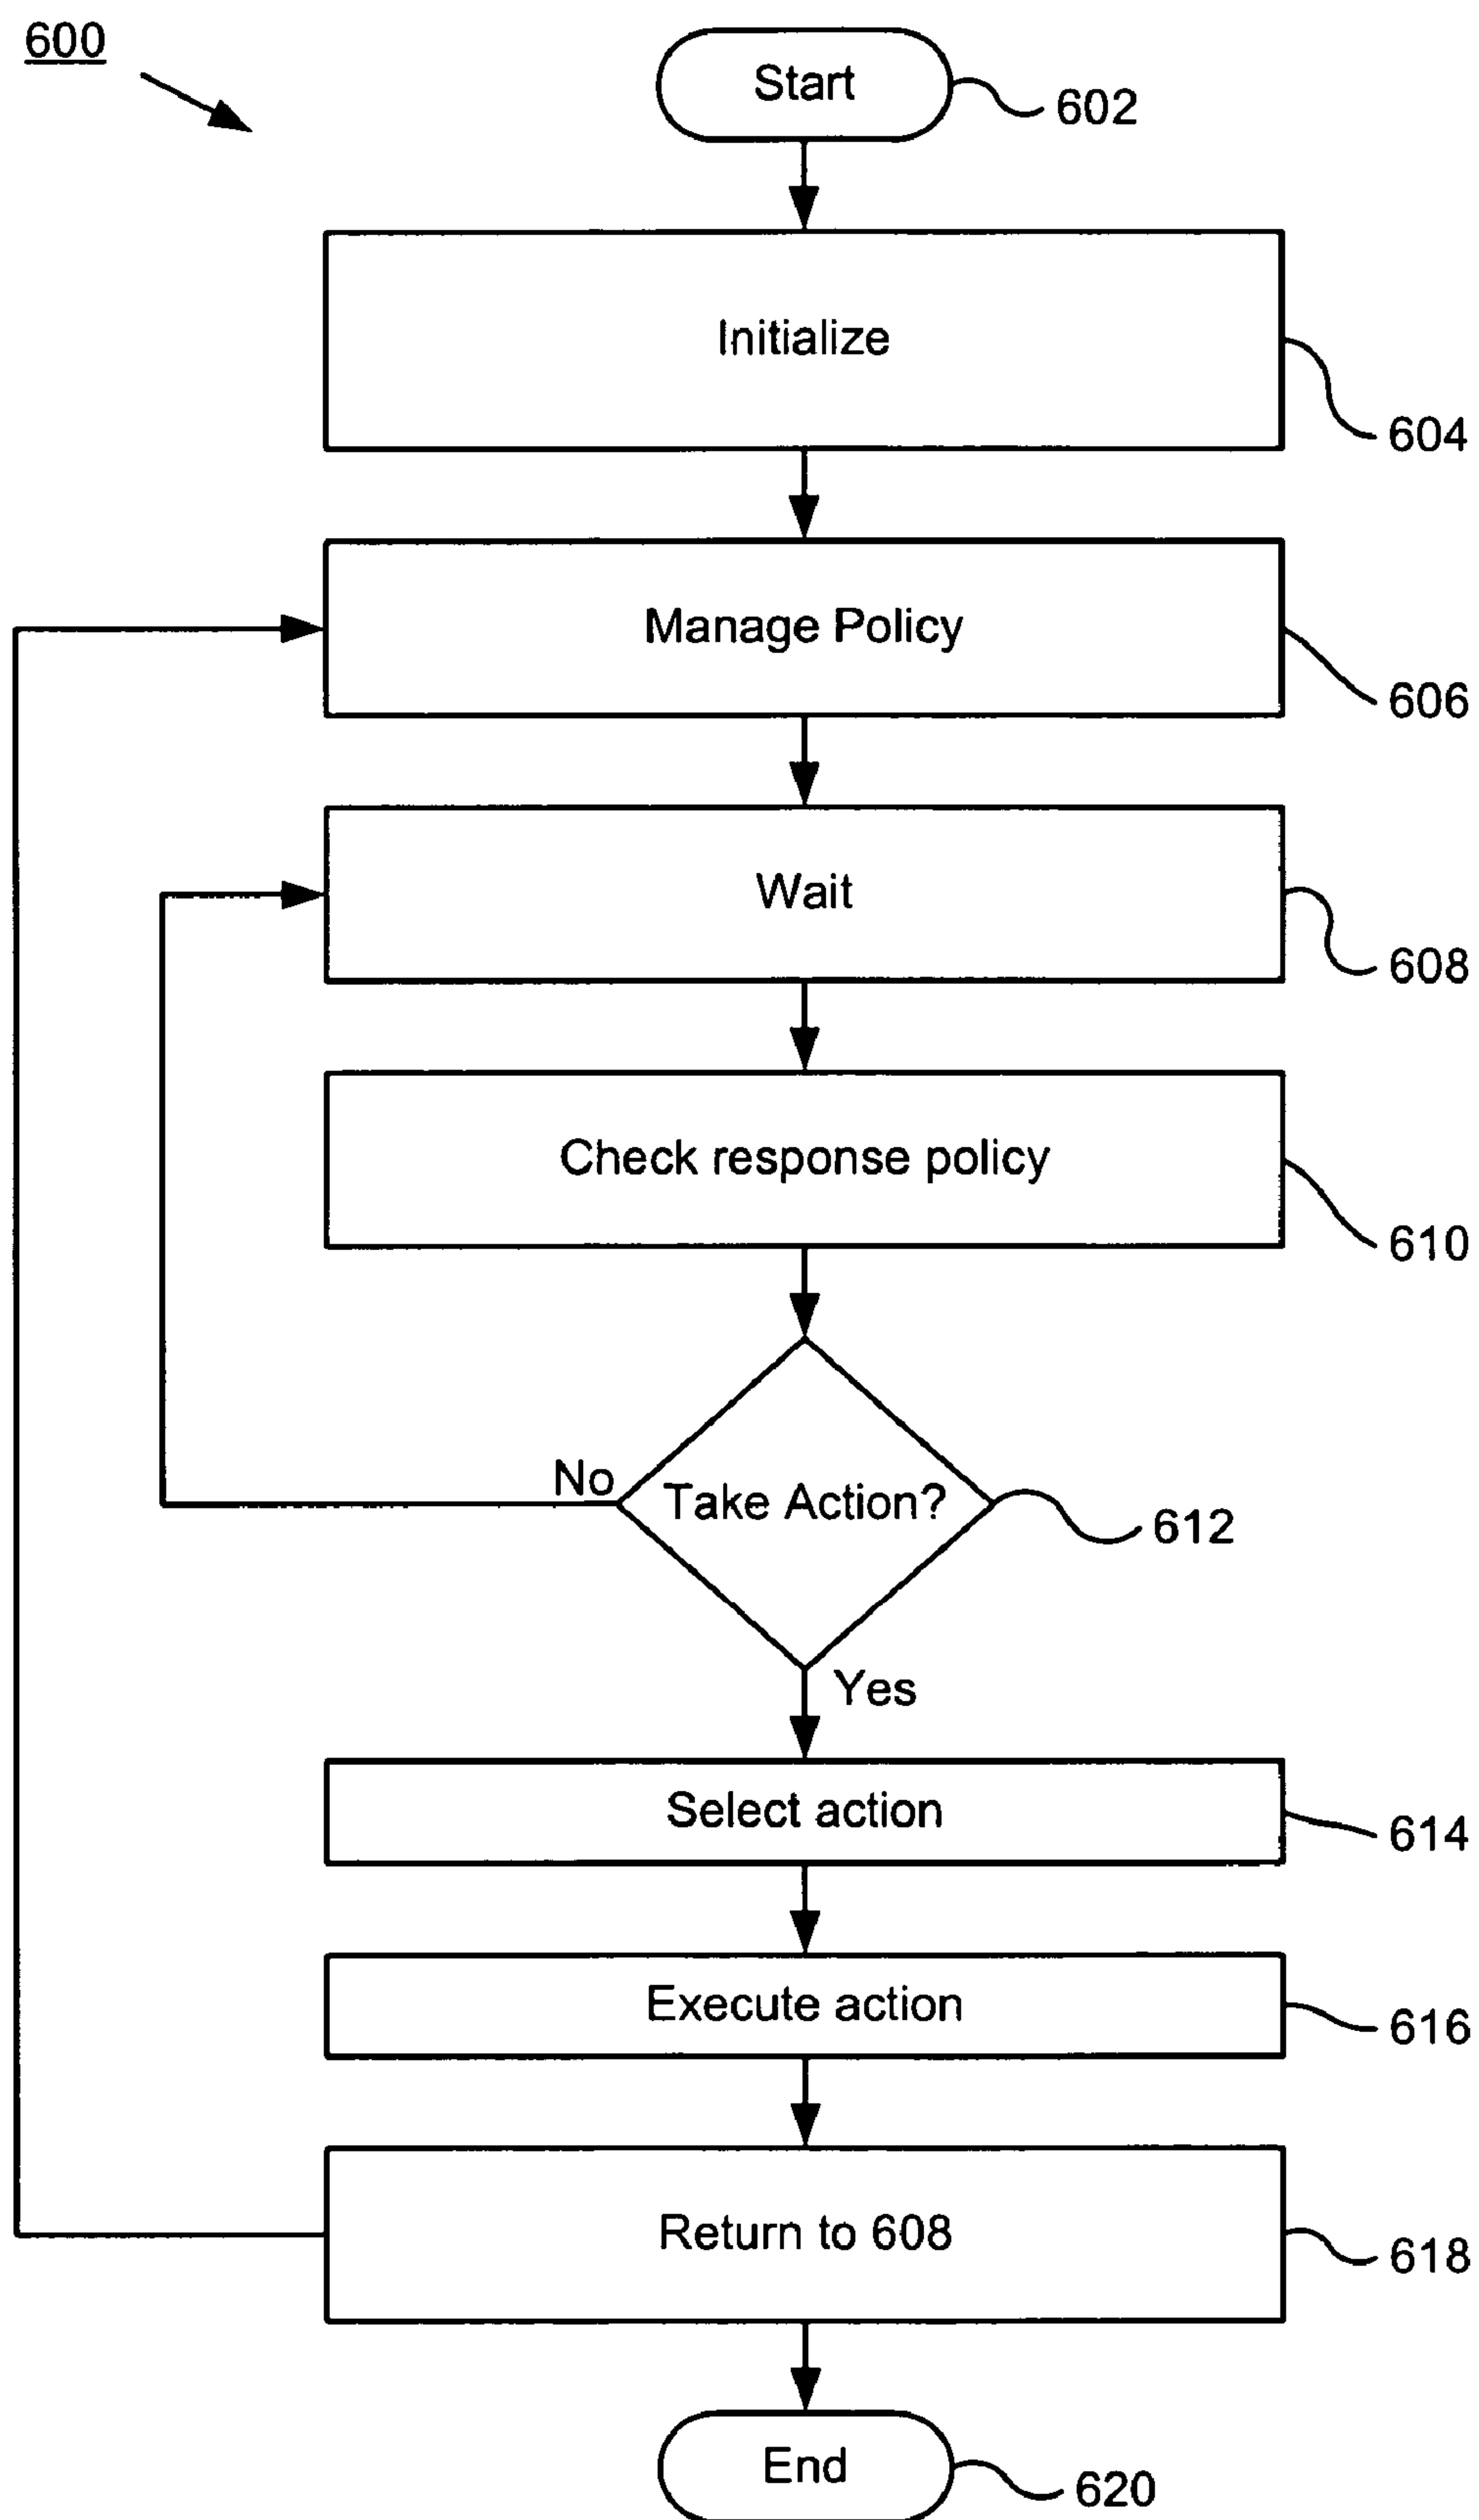 600
Start
602
Initialize
604
Manage Policy
606
Wait
608
Check response policy
610
No
Take Action?
612
Yes
Select action
614
Execute action
616
Return to 608
618
End
620